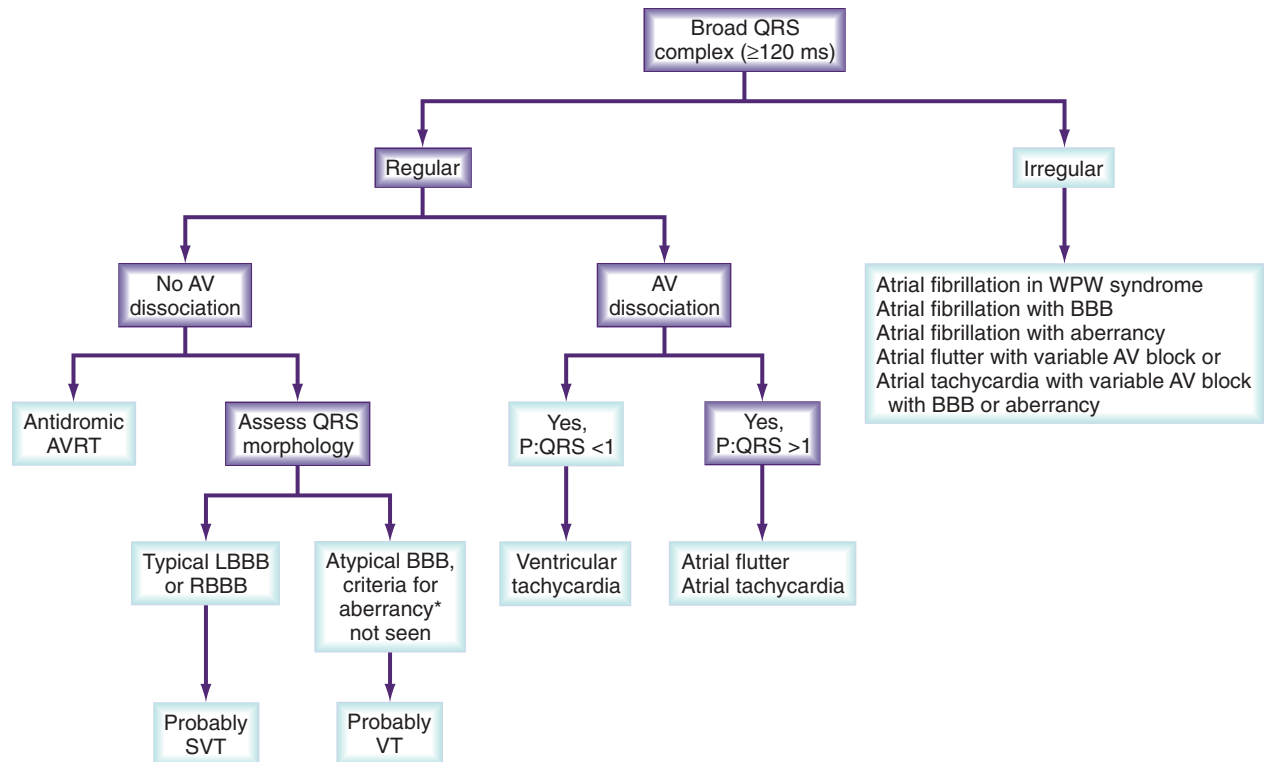 Broad QRS
complex (≥120 ms)
Regular
Irregular
No AV
dissociation
AV
dissociation
Atrial fibrillation in WPW syndrome
Atrial fibrillation with BBB
Atrial fibrillation with aberrancy
Atrial flutter with variable AV block or
Atrial tachycardia with variable AV block
with BBB or aberrancy
Antidromic
AVRT
Assess QRS
morphology
Yes,
P:QRS <1
Yes,
P:QRS >1
Typical LBBB
or RBBB
Atypical BBB,
criteria for
aberrancy*
not seen
Ventricular
tachycardia
Atrial flutter
Atrial tachycardia
Probably
SVT
Probably
VT